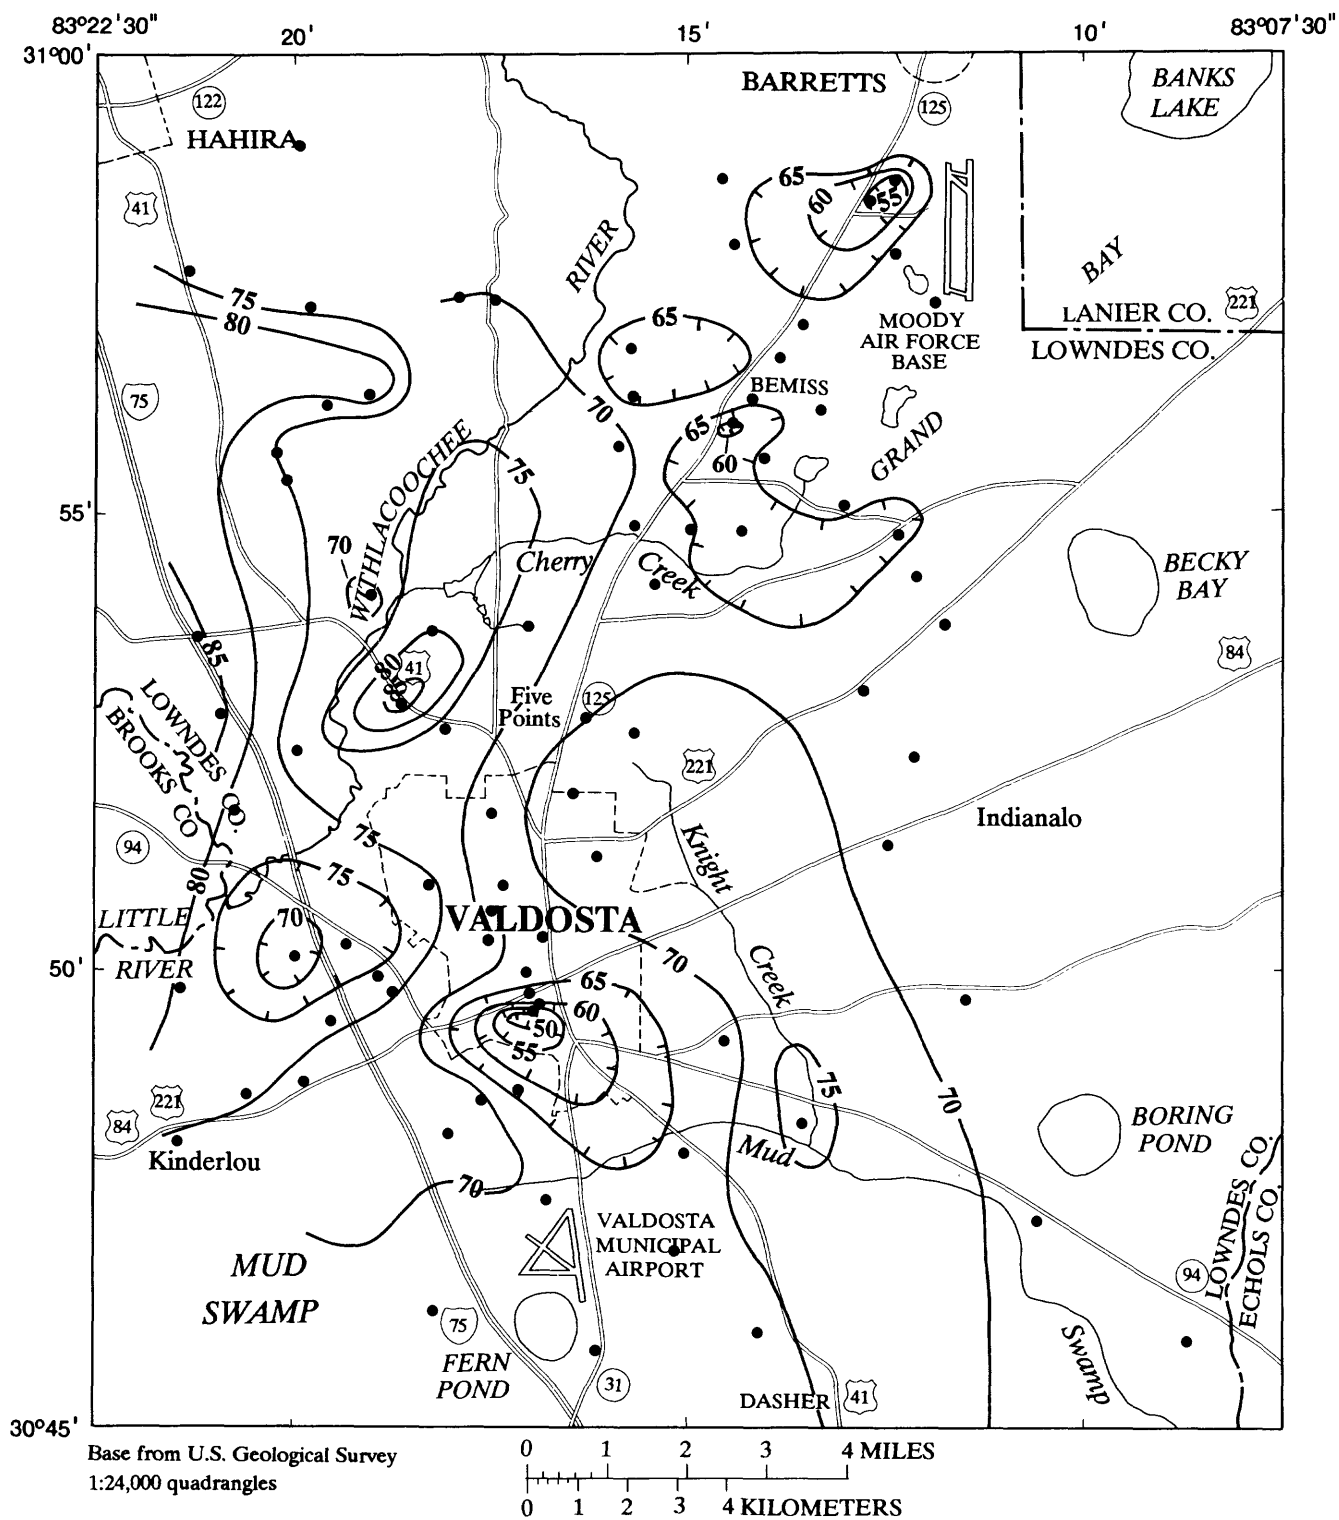 83°22'30"
20'
15'
10'
83°07'30"
31°00'
122
HAHIRA
BARRETTS
125
BANKS
LAKE
41
65
60
55
RIVER
BAY
75
80
65
MOODY
AIR FORCE
BASE
LANIER CO.
LOWNDES CO.
221
75
BEMISS
70
65
60
GRAND
WITHLACOOCHEE
75
55'
70
Cherry
Creek
BECKY
BAY
85
80
85
41
84
LOWNDES CO.
BROOKS CO
Five
Points
125
221
Indianalo
94
75
75
Knight
Creek
80
70
LITTLE
RIVER
VALDOSTA
50'
70
65
60
50
55
75
70
221
84
Kinderlou
Mud
BORING
POND
70
LOWNDES CO.
ECHOLS CO.
VALDOSTA
MUNICIPAL
AIRPORT
MUD
SWAMP
94
75
FERN
POND
31
Swamp
DASHER
41
30°45'
Base from U.S. Geological Survey
1:24,000 quadrangles
0 1 2 3 4 MILES
0 1 2 3 4 KILOMETERS